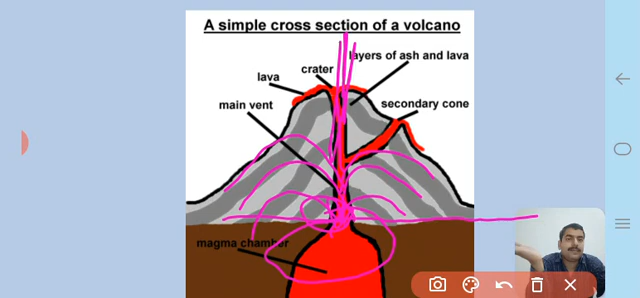 A simple cross section of a volcano
layers of ash and lava
crater
lava
main vent
secondary cone
magma chamber